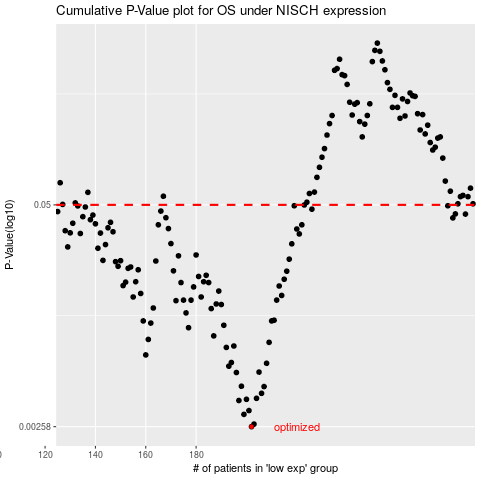 Cumulative P-Value plot for OS under NISCH expression
P-Value(log10)
0.05
0.00258
optimized
0 120 140 160 180
# of patients in 'low exp' group